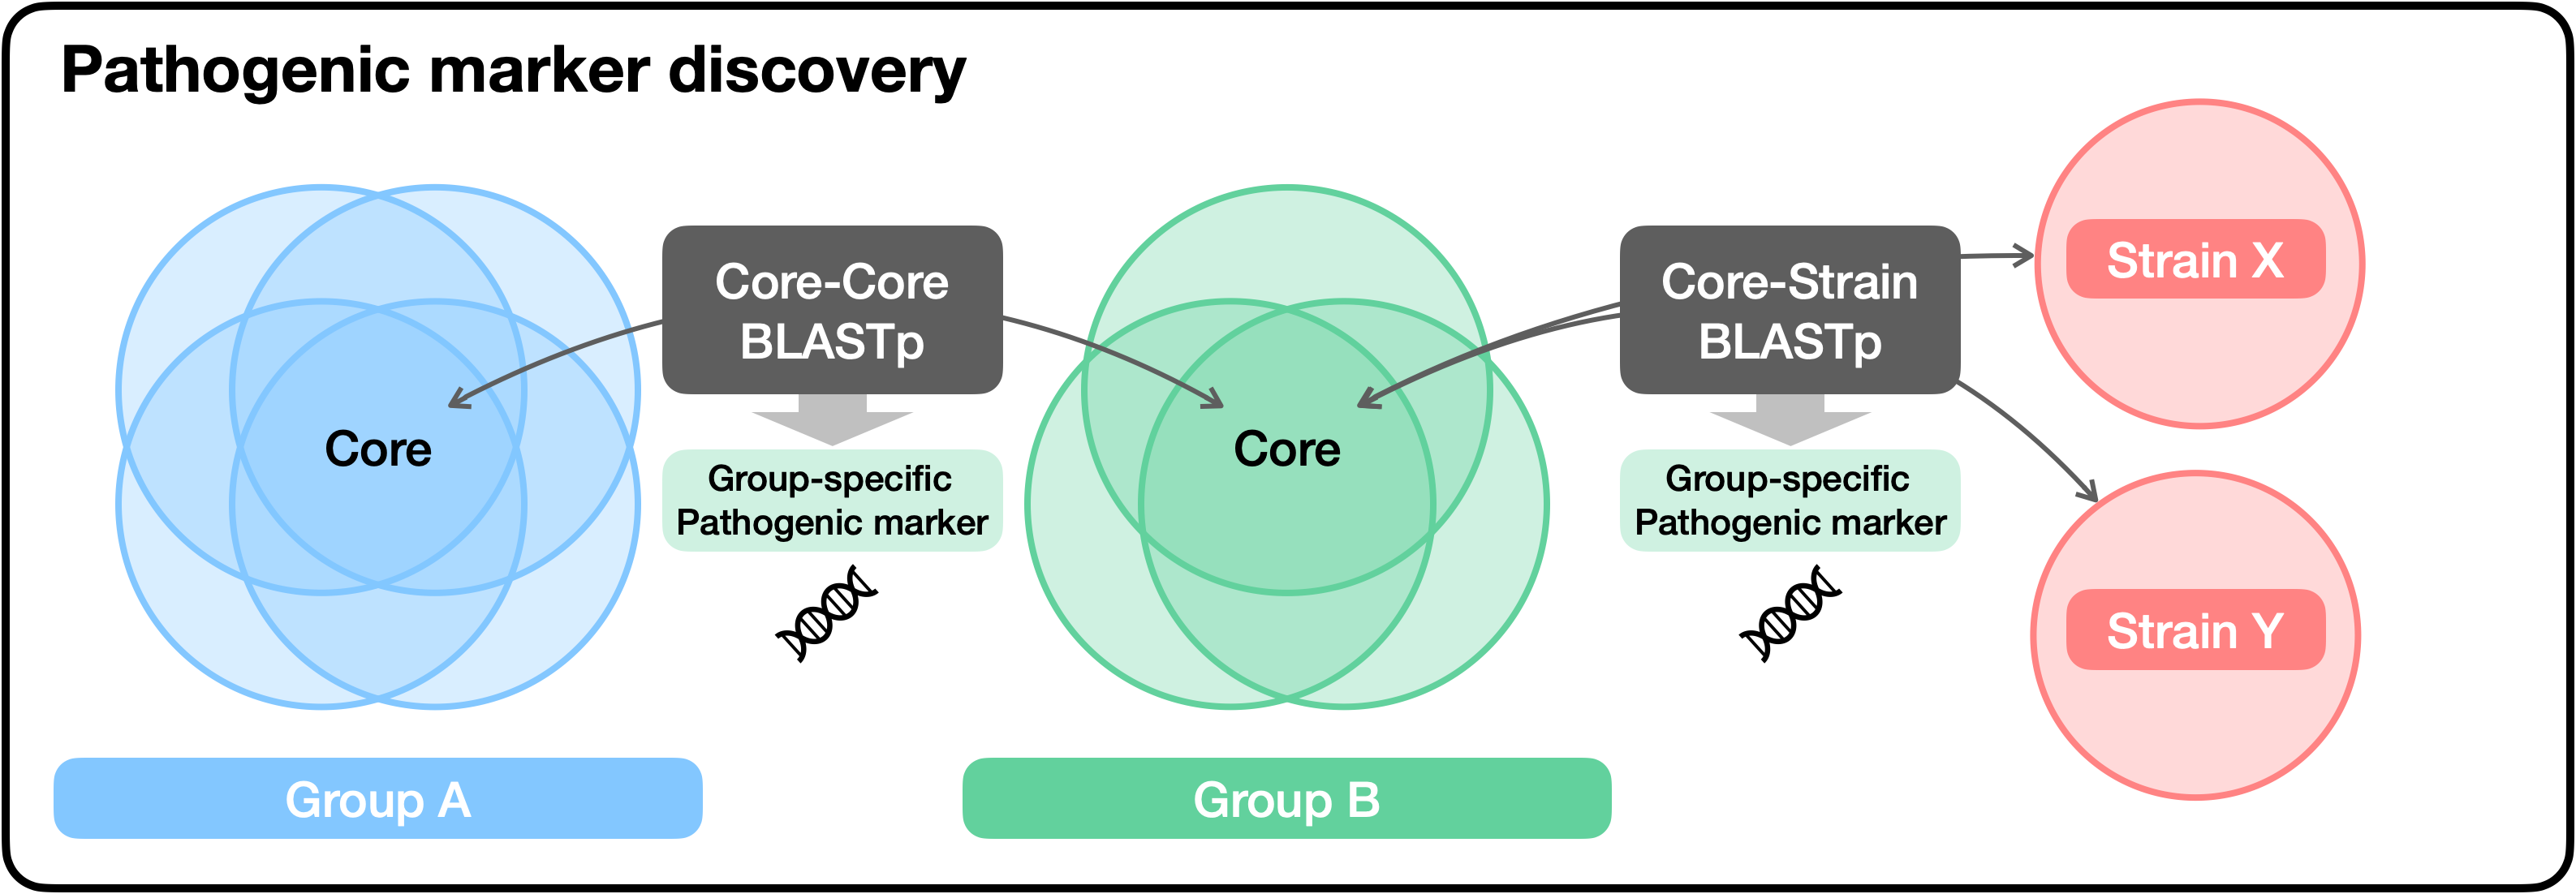 Pathogenic marker discovery
Core
Core-Core
BLASTp
Group-specific
Pathogenic marker
Core
Core-Strain
BLASTp
Group-specific
Pathogenic marker
Strain X
Strain Y
Group A
Group B